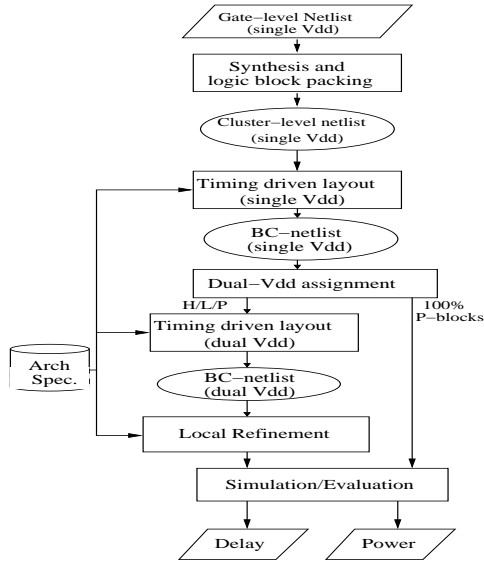 Gate-level Netlist
(single Vdd)
Synthesis and
logic block packing
Cluster-level netlist
(single Vdd)
Timing driven layout
(single Vdd)
BC-netlist
(single Vdd)
Dual-Vdd assignment
H/L/P
100%
P-blocks
Timing driven layout
(dual Vdd)
Arch
Spec.
BC-netlist
(dual Vdd)
Local Refinement
Simulation/Evaluation
Delay
Power